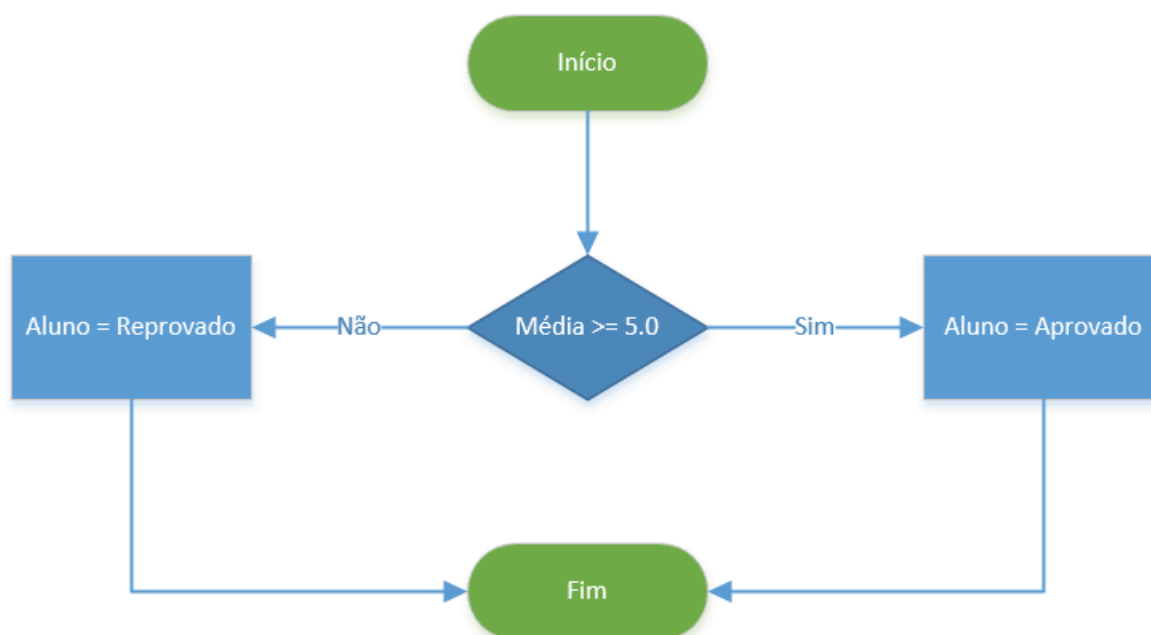 Início
Aluno = Reprovado
Não
Média >= 5.0
Sim
Aluno = Aprovado
Fim